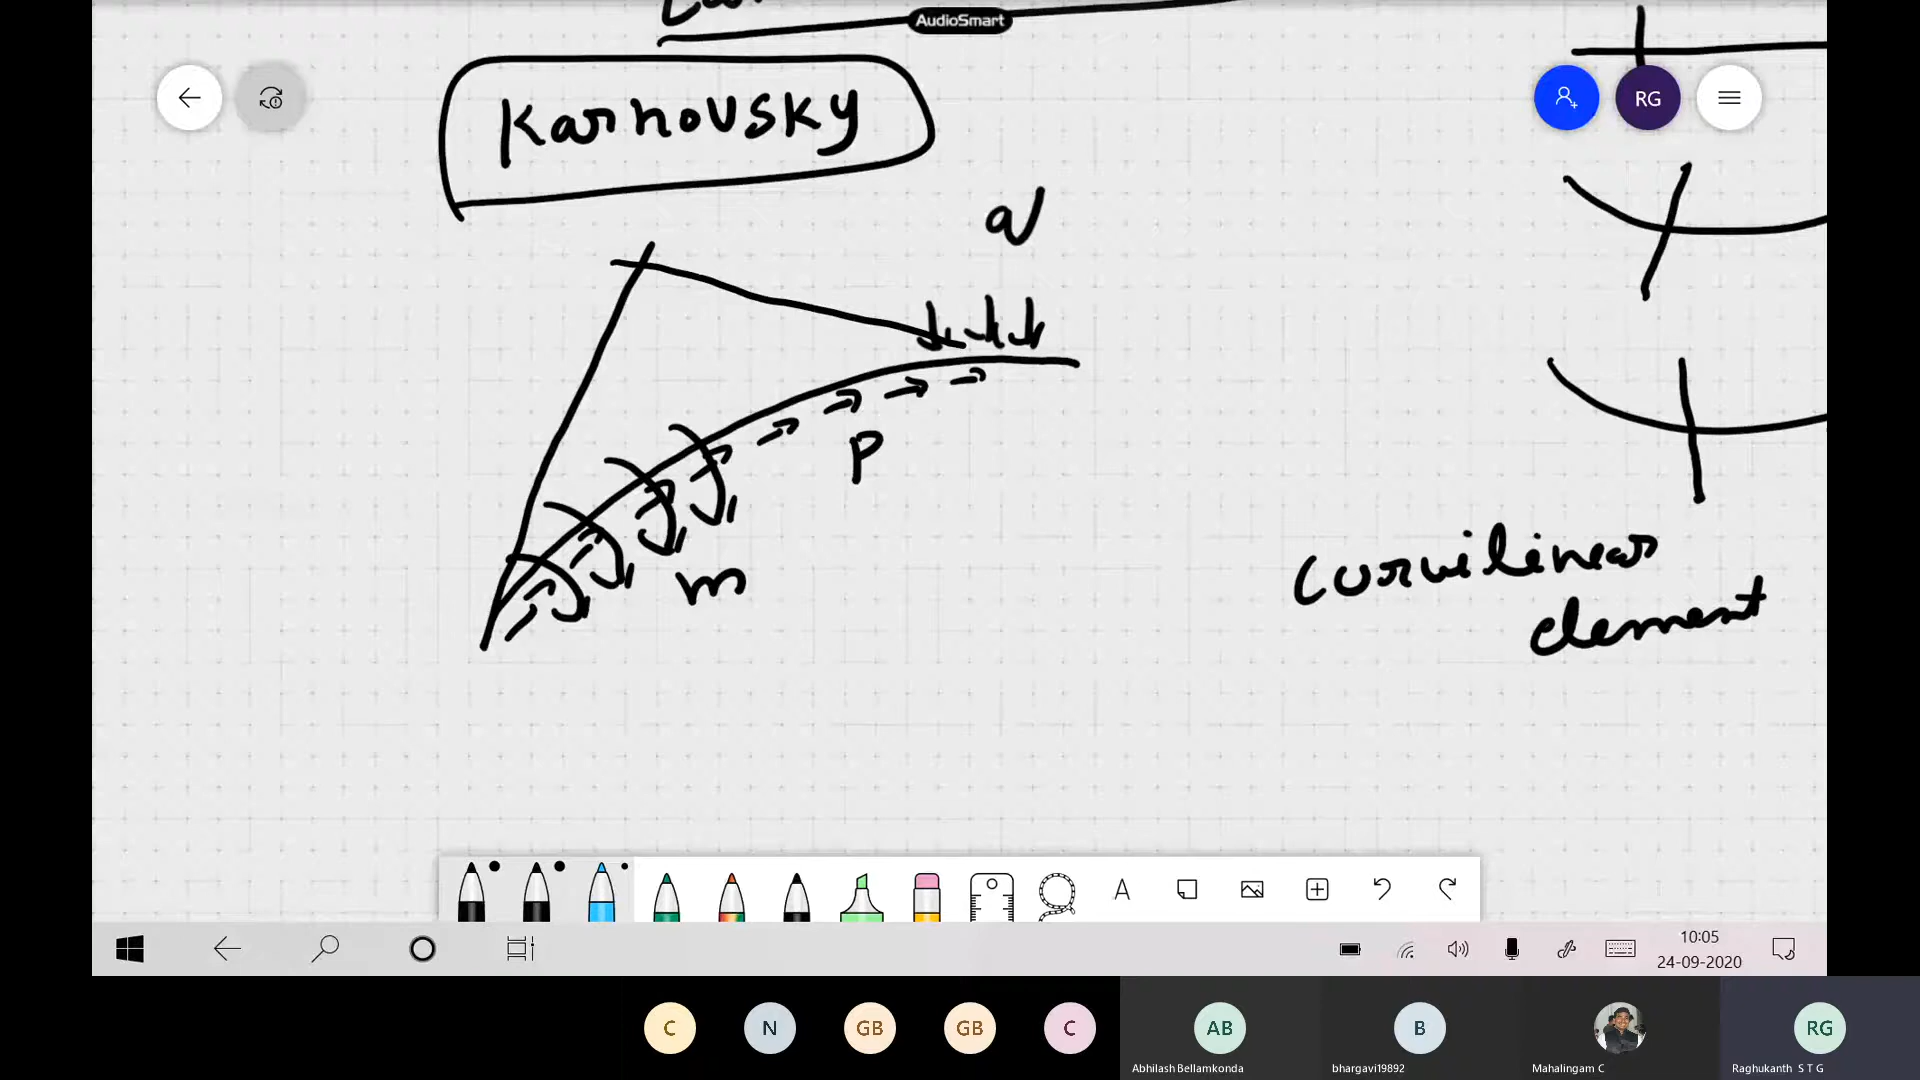 AudioSmart
Karnovsky
RG
q
p
m
Curvilinear
element
A
10:05
24-09-2020
C
N
GB
GB
C
AB
B
RG
Abhilash Bellamkonda
bhargavi19892
Mahalingam C
Raghukanth S T G